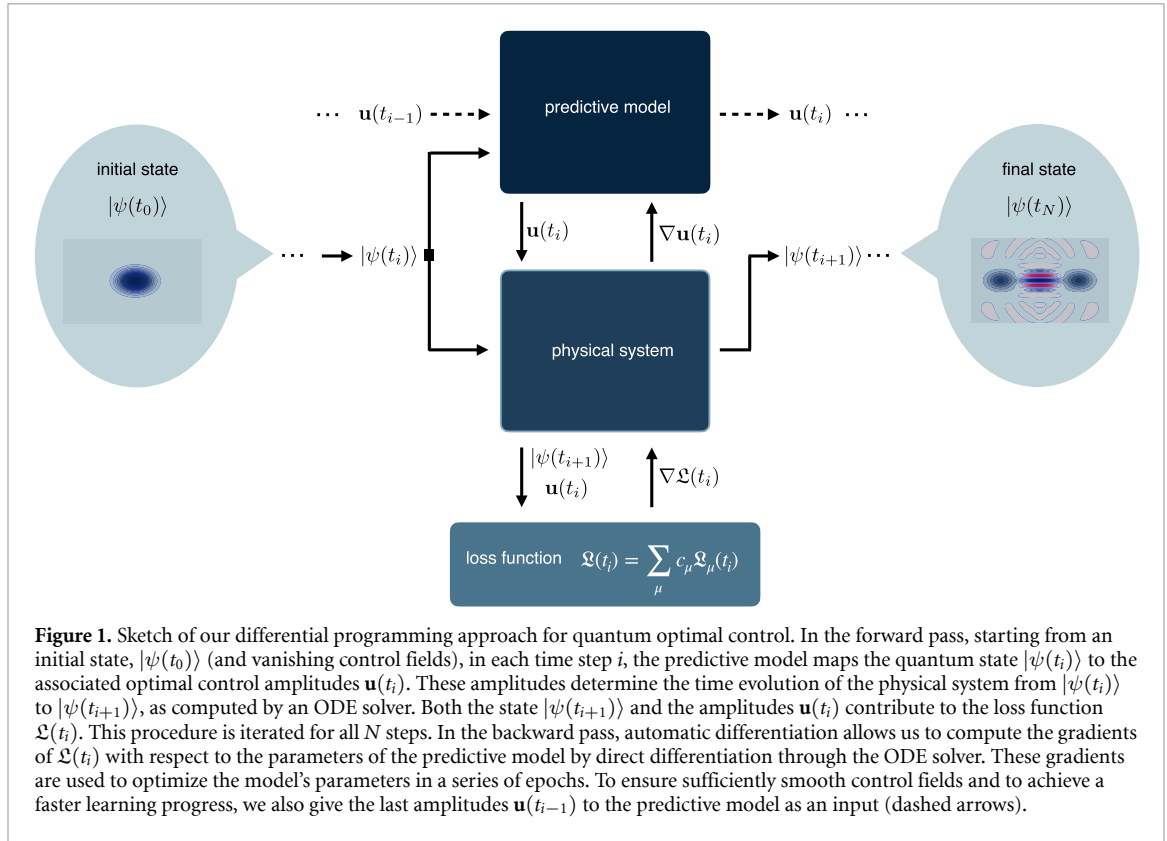 predictive model
··· u(t_{i−1})
u(t_i) ···
initial state
|ψ(t_0)⟩
final state
|ψ(t_N)⟩
u(t_i)
∇u(t_i)
··· |ψ(t_i)⟩
|ψ(t_{i+1})⟩ ···
physical system
|ψ(t_{i+1})⟩
u(t_i)
∇𝔏(t_i)
loss function 𝔏(t_i) = ∑_μ c_μ 𝔏_μ(t_i)
Figure 1. Sketch of our differential programming approach for quantum optimal control. In the forward pass, starting from an
initial state, |ψ(t_0)⟩ (and vanishing control fields), in each time step i, the predictive model maps the quantum state |ψ(t_i)⟩ to the
associated optimal control amplitudes u(t_i). These amplitudes determine the time evolution of the physical system from |ψ(t_i)⟩
to |ψ(t_{i+1})⟩, as computed by an ODE solver. Both the state |ψ(t_{i+1})⟩ and the amplitudes u(t_i) contribute to the loss function
𝔏(t_i). This procedure is iterated for all N steps. In the backward pass, automatic differentiation allows us to compute the gradients
of 𝔏(t_i) with respect to the parameters of the predictive model by direct differentiation through the ODE solver. These gradients
are used to optimize the model's parameters in a series of epochs. To ensure sufficiently smooth control fields and to achieve a
faster learning progress, we also give the last amplitudes u(t_{i−1}) to the predictive model as an input (dashed arrows).